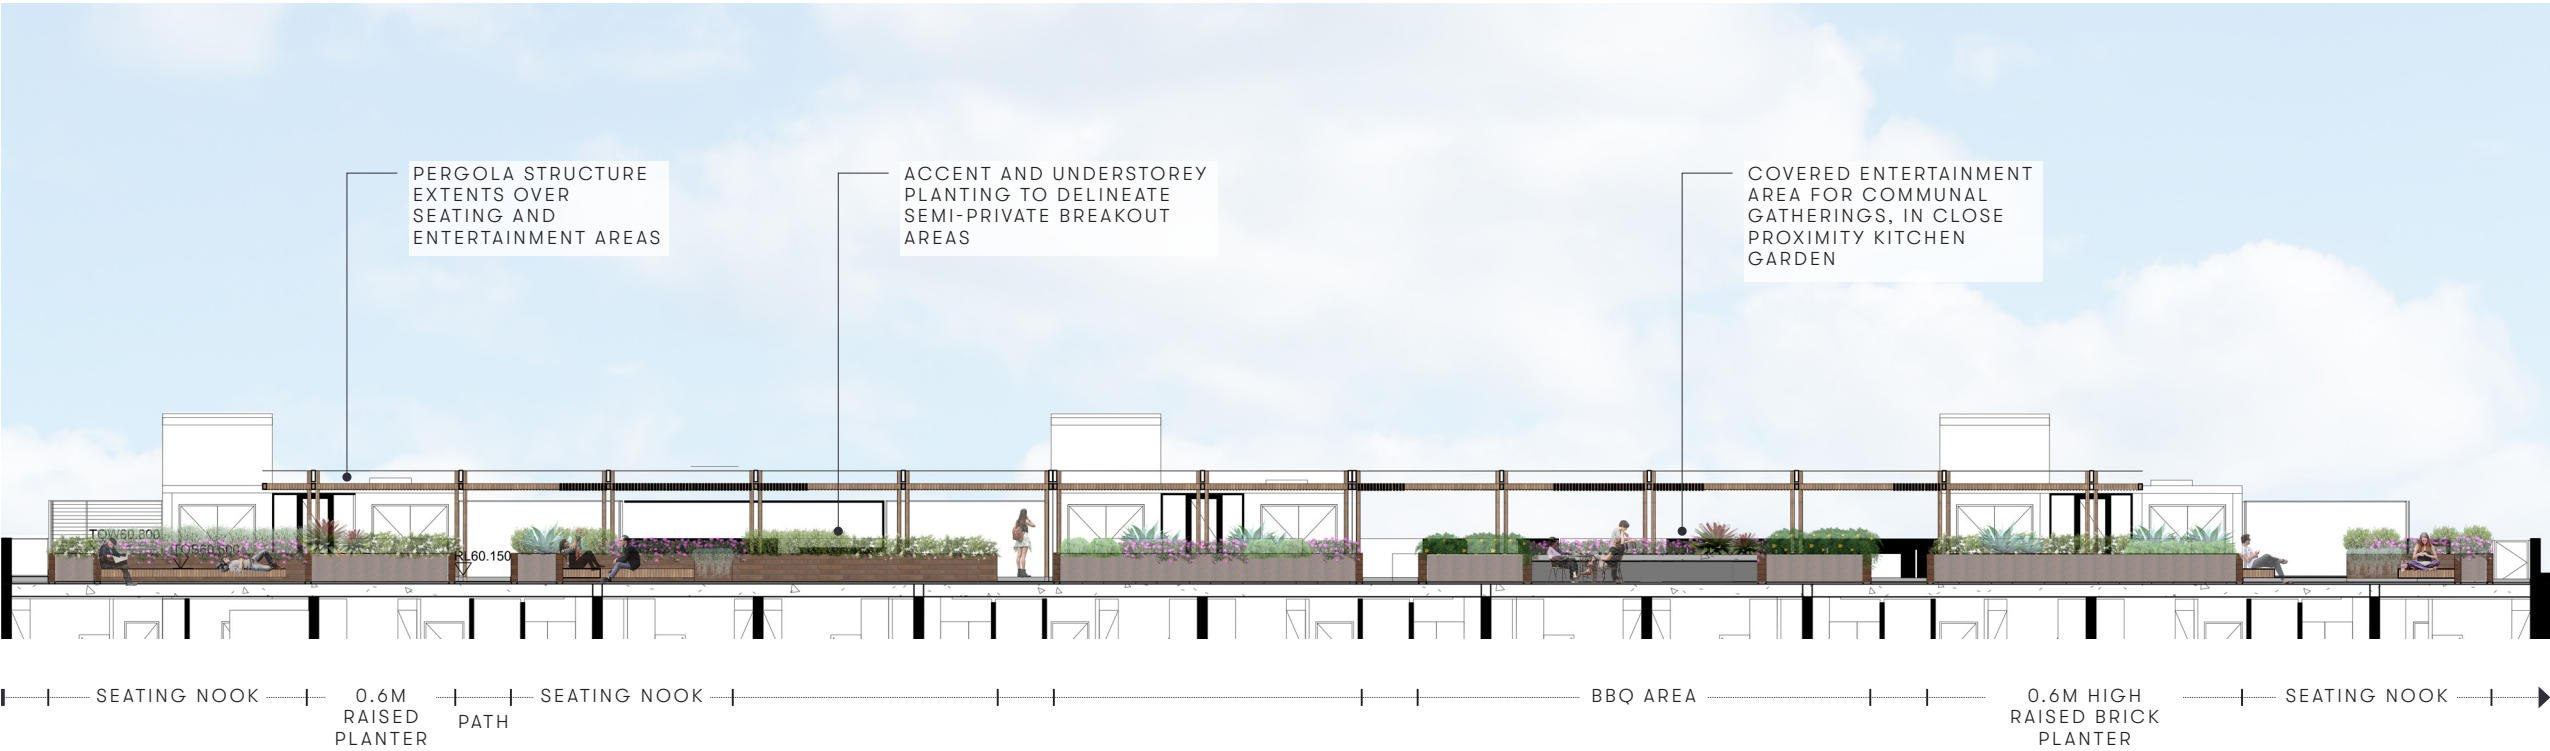 PERGOLA STRUCTURE
EXTENTS OVER
SEATING AND
ENTERTAINMENT AREAS
ACCENT AND UNDERSTOREY
PLANTING TO DELINEATE
SEMI-PRIVATE BREAKOUT
AREAS
COVERED ENTERTAINMENT
AREA FOR COMMUNAL
GATHERINGS, IN CLOSE
PROXIMITY KITCHEN
GARDEN
TOW60.800
RL60.150
SEATING NOOK
0.6M
RAISED
PLANTER
PATH
SEATING NOOK
BBQ AREA
0.6M HIGH
RAISED BRICK
PLANTER
SEATING NOOK